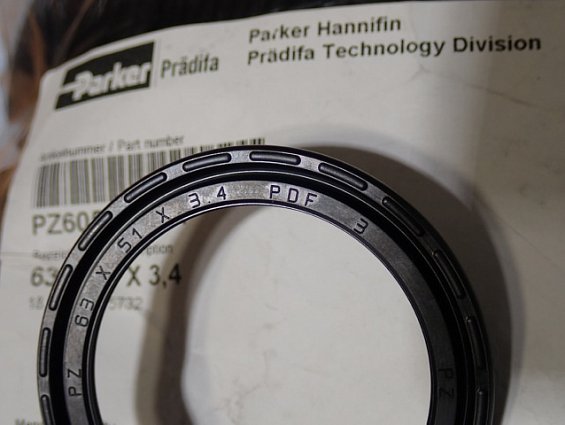 Parker Prädifa
Parker Hannifin
Prädifa Technology Division
/ Part number
PZ60
63 X 3,4
5732
PZ 63 X 51 X 3.4 PDF 3 PZ